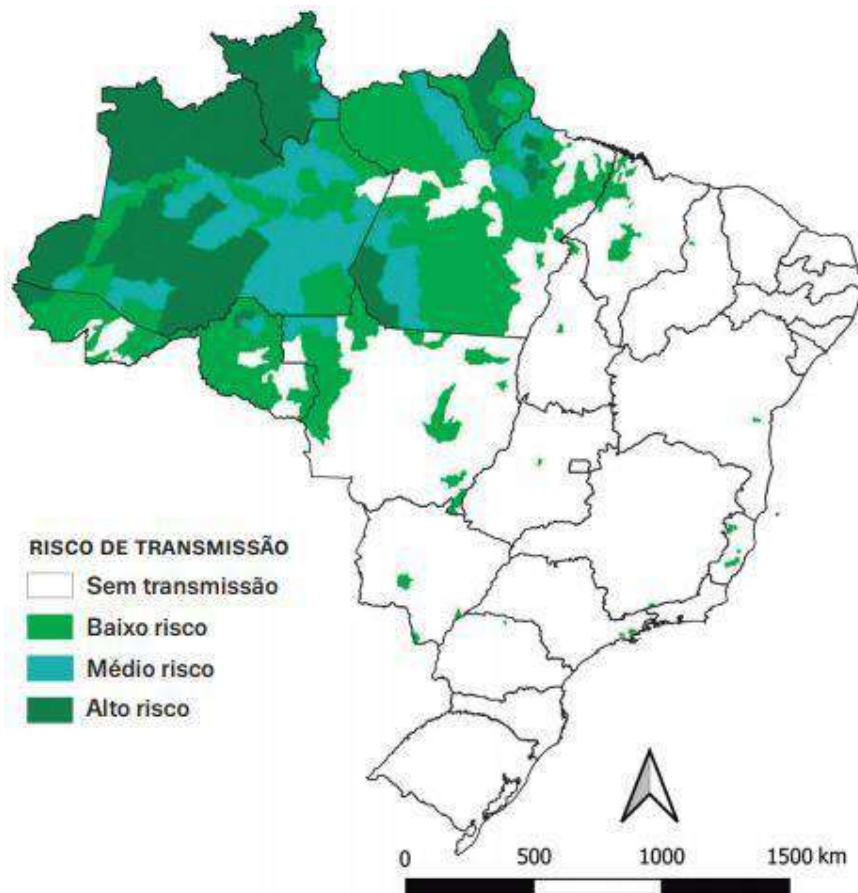 RISCO DE TRANSMISSÃO
Sem transmissão
Baixo risco
Médio risco
Alto risco
0 500 1000 1500 km